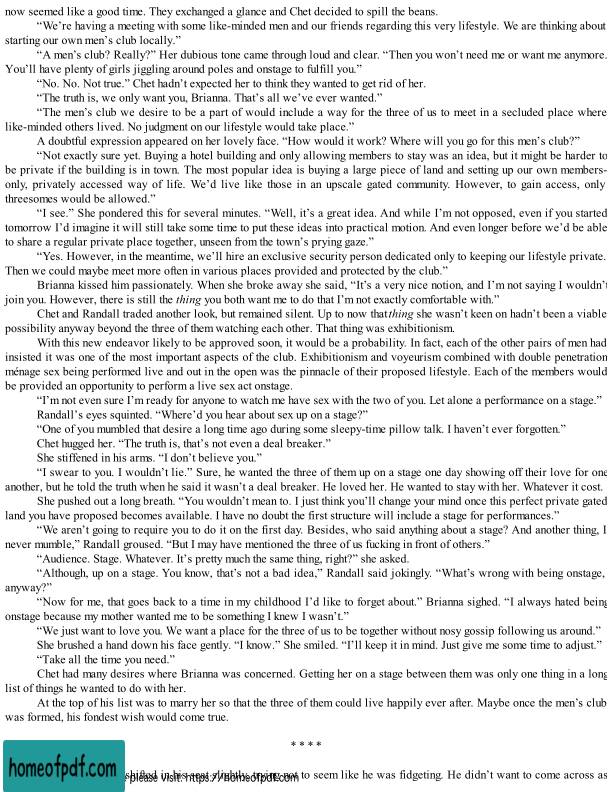 now seemed like a good time. They exchanged a glance and Chet decided to spill the beans.
“We’re having a meeting with some like-minded men and our friends regarding this very lifestyle. We are thinking about
starting our own men’s club locally.”
“A men’s club? Really?” Her dubious tone came through loud and clear. “Then you won’t need me or want me anymore.
You’ll have plenty of girls jiggling around poles and onstage to fulfill you.”
“No. No. Not true.” Chet hadn’t expected her to think they wanted to get rid of her.
“The truth is, we only want you, Brianna. That’s all we’ve ever wanted.”
“The men’s club we desire to be a part of would include a way for the three of us to meet in a secluded place where
like-minded others lived. No judgment on our lifestyle would take place.”
A doubtful expression appeared on her lovely face. “How would it work? Where will you go for this men’s club?”
“Not exactly sure yet. Buying a hotel building and only allowing members to stay was an idea, but it might be harder to
be private if the building is in town. The most popular idea is buying a large piece of land and setting up our own members-
only, privately accessed way of life. We’d live like those in an upscale gated community. However, to gain access, only
threesomes would be allowed.”
“I see.” She pondered this for several minutes. “Well, it’s a great idea. And while I’m not opposed, even if you started
tomorrow I’d imagine it will still take some time to put these ideas into practical motion. And even longer before we’d be able
to share a regular private place together, unseen from the town’s prying gaze.”
“Yes. However, in the meantime, we’ll hire an exclusive security person dedicated only to keeping our lifestyle private.
Then we could maybe meet more often in various places provided and protected by the club.”
Brianna kissed him passionately. When she broke away she said, “It’s a very nice notion, and I’m not saying I wouldn’t
join you. However, there is still the thing you both want me to do that I’m not exactly comfortable with.”
Chet and Randall traded another look, but remained silent. Up to now that thing she wasn’t keen on hadn’t been a viable
possibility anyway beyond the three of them watching each other. That thing was exhibitionism.
With this new endeavor likely to be approved soon, it would be a probability. In fact, each of the other pairs of men had
insisted it was one of the most important aspects of the club. Exhibitionism and voyeurism combined with double penetration
ménage sex being performed live and out in the open was the pinnacle of their proposed lifestyle. Each of the members would
be provided an opportunity to perform a live sex act onstage.
“I’m not even sure I’m ready for anyone to watch me have sex with the two of you. Let alone a performance on a stage.”
Randall’s eyes squinted. “Where’d you hear about sex up on a stage?”
“One of you mumbled that desire a long time ago during some sleepy-time pillow talk. I haven’t ever forgotten.”
Chet hugged her. “The truth is, that’s not even a deal breaker.”
She stiffened in his arms. “I don’t believe you.”
“I swear to you. I wouldn’t lie.” Sure, he wanted the three of them up on a stage one day showing off their love for one
another, but he told the truth when he said it wasn’t a deal breaker. He loved her. He wanted to stay with her. Whatever it cost.
She pushed out a long breath. “You wouldn’t mean to. I just think you’ll change your mind once this perfect private gated
land you have proposed becomes available. I have no doubt the first structure will include a stage for performances.”
“We aren’t going to require you to do it on the first day. Besides, who said anything about a stage? And another thing, I
never mumble,” Randall groused. “But I may have mentioned the three of us fucking in front of others.”
“Audience. Stage. Whatever. It’s pretty much the same thing, right?” she asked.
“Although, up on a stage. You know, that’s not a bad idea,” Randall said jokingly. “What’s wrong with being onstage,
anyway?”
“Now for me, that goes back to a time in my childhood I’d like to forget about.” Brianna sighed. “I always hated being
onstage because my mother wanted me to be something I knew I wasn’t.”
“We just want to love you. We want a place for the three of us to be together without nosy gossip following us around.”
She brushed a hand down his face gently. “I know.” She smiled. “I’ll keep it in mind. Just give me some time to adjust.”
“Take all the time you need.”
Chet had many desires where Brianna was concerned. Getting her on a stage between them was only one thing in a long
list of things he wanted to do with her.
At the top of his list was to marry her so that the three of them could live happily ever after. Maybe once the men’s club
was formed, his fondest wish would come true.
* * * *
shifted in his seat slightly, trying not to seem like he was fidgeting. He didn’t want to come across as
homeofpdf.com
please visit: https://homeofpdf.com